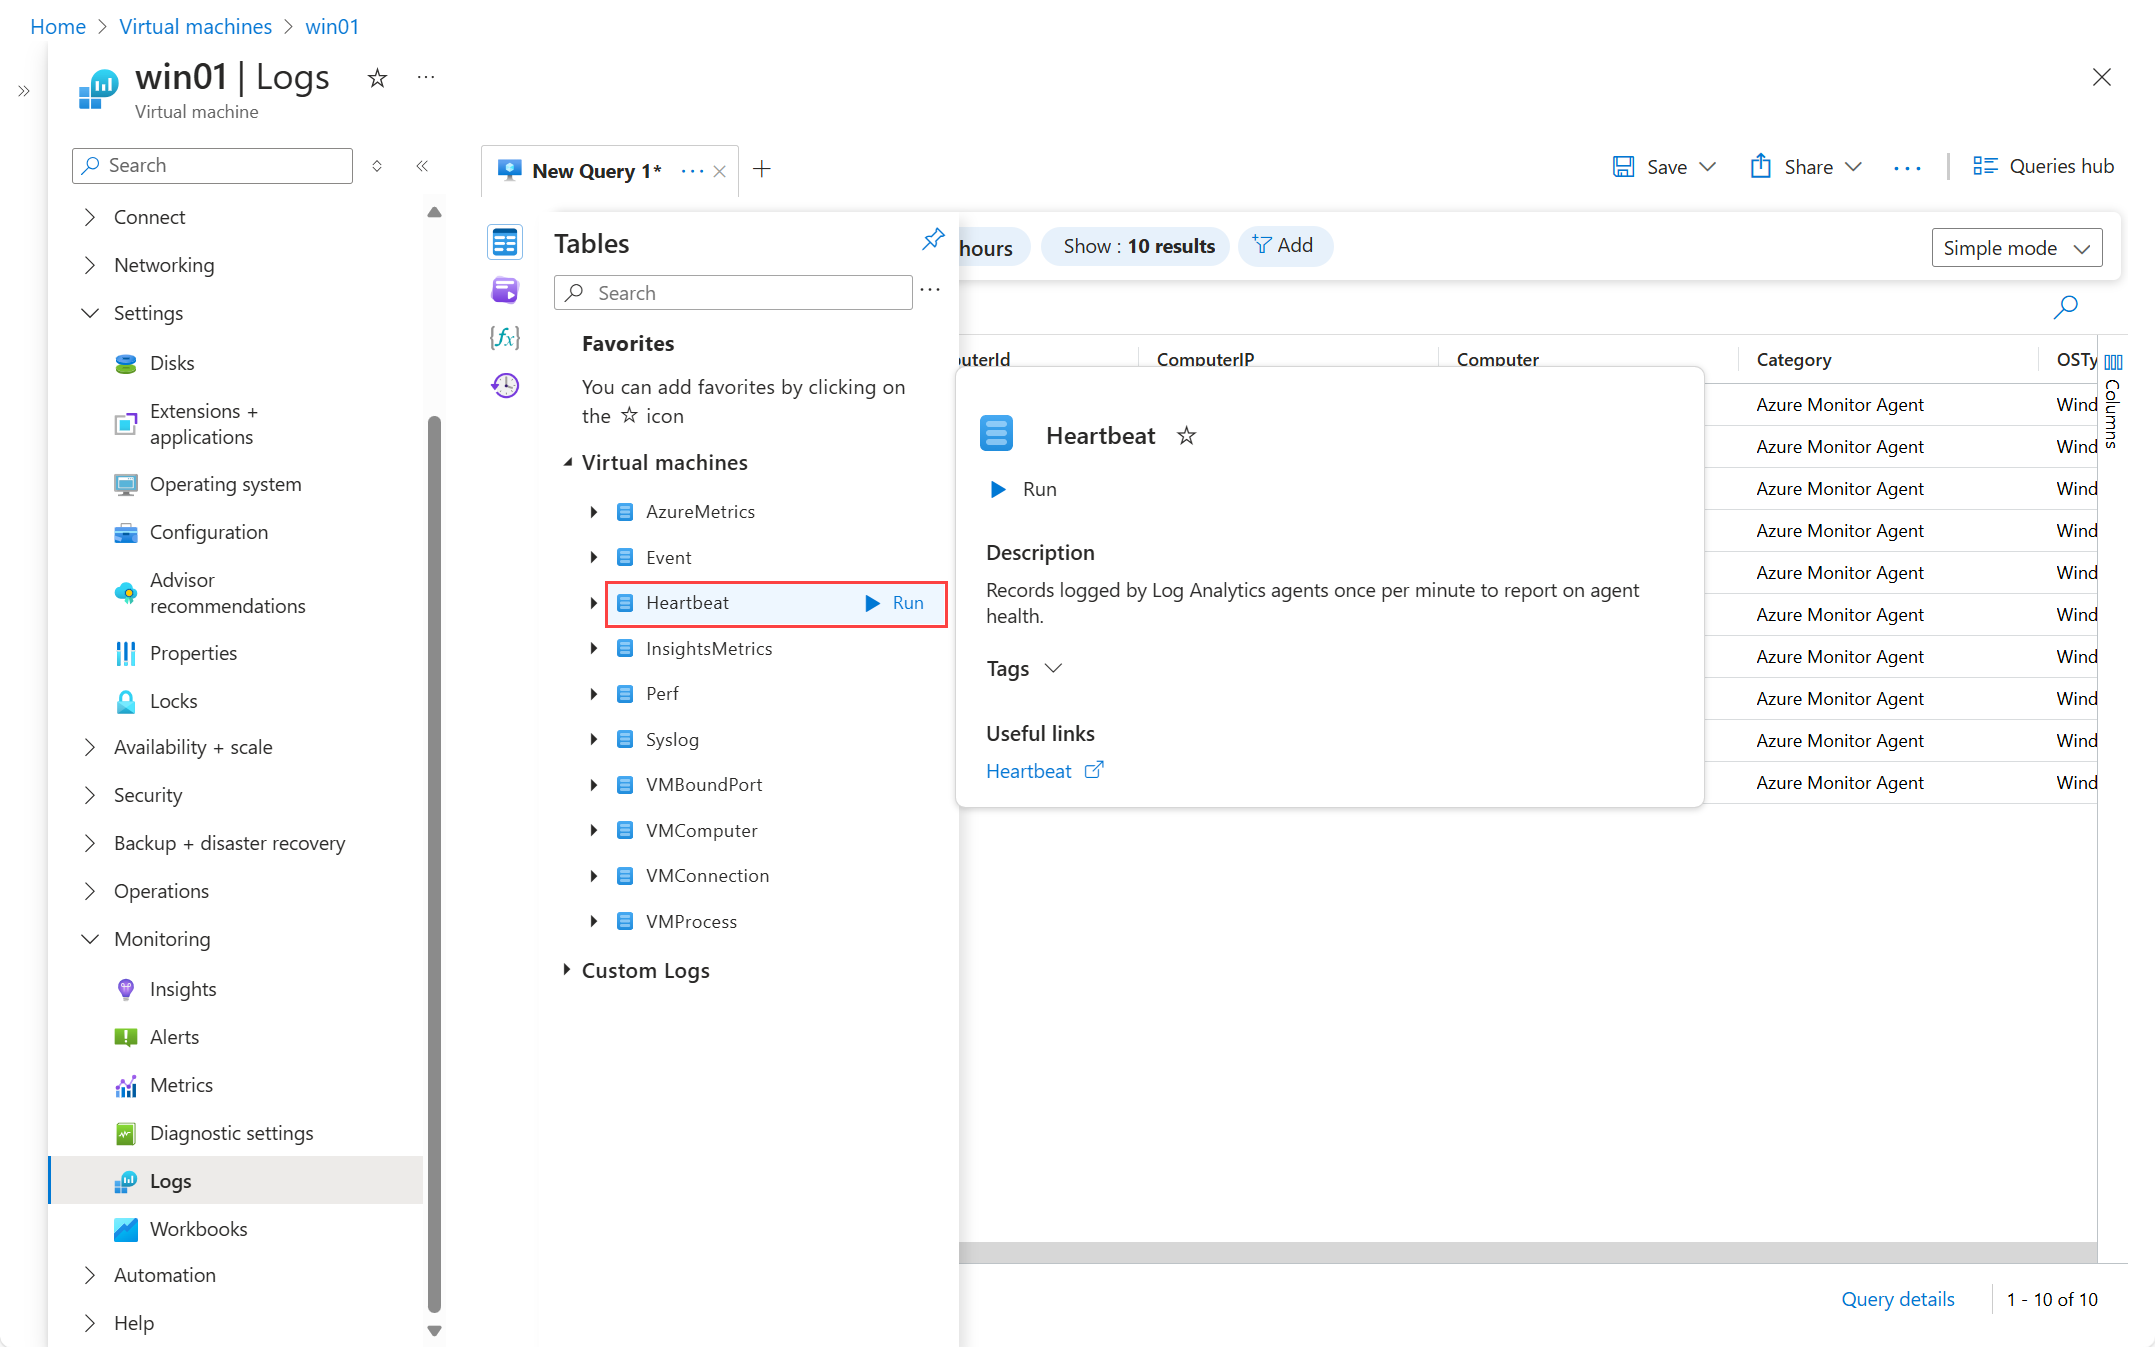 Home > Virtual machines > win01
win01 | Logs
Virtual machine
Search
Connect
Networking
Settings
Disks
Extensions +
applications
Operating system
Configuration
Advisor
recommendations
Properties
Locks
Availability + scale
Security
Backup + disaster recovery
Operations
Monitoring
Insights
Alerts
Metrics
Diagnostic settings
Logs
Workbooks
Automation
Help
New Query 1*
Save
Share
Queries hub
Tables
Search
Favorites
You can add favorites by clicking on
the ☆ icon
Virtual machines
AzureMetrics
Event
Heartbeat Run
InsightsMetrics
Perf
Syslog
VMBoundPort
VMComputer
VMConnection
VMProcess
Custom Logs
hours
Show : 10 results
Add
Simple mode
uterId ComputerIP Computer Category OSTy
Columns
Azure Monitor Agent Wind
Azure Monitor Agent Wind
Azure Monitor Agent Wind
Azure Monitor Agent Wind
Azure Monitor Agent Wind
Azure Monitor Agent Wind
Azure Monitor Agent Wind
Azure Monitor Agent Wind
Azure Monitor Agent Wind
Azure Monitor Agent Wind
Heartbeat
Run
Description
Records logged by Log Analytics agents once per minute to report on agent
health.
Tags
Useful links
Heartbeat
Query details
1 - 10 of 10